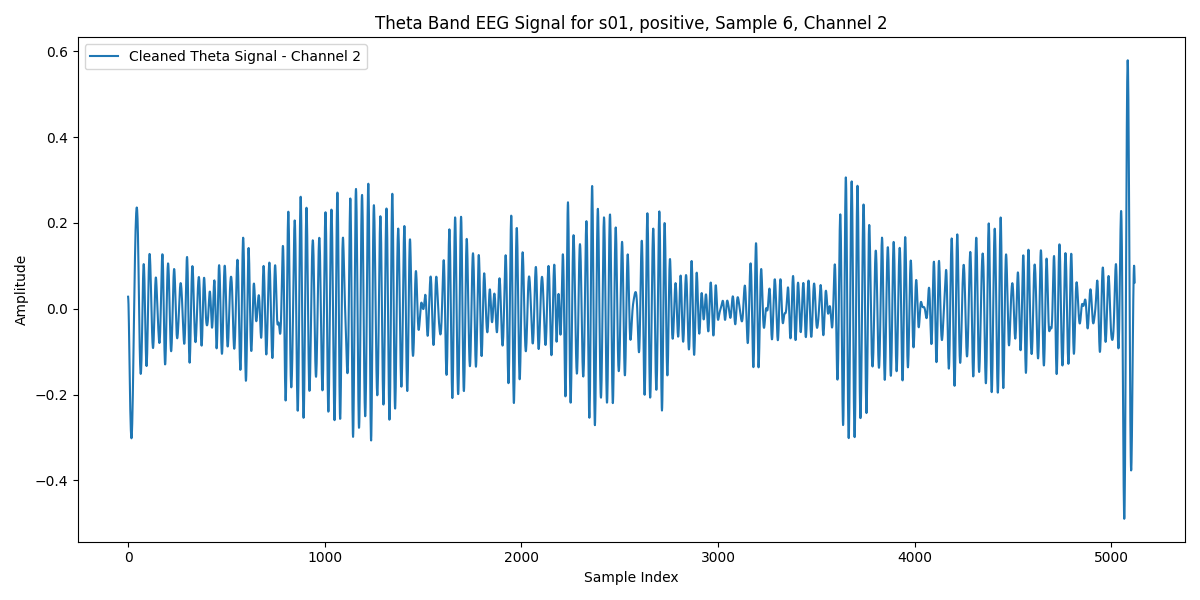 Theta Band EEG Signal for s01, positive, Sample 6, Channel 2
Cleaned Theta Signal - Channel 2
0.6
0.4
0.2
0.0
−0.2
−0.4
Amplitude
0 1000 2000 3000 4000 5000
Sample Index